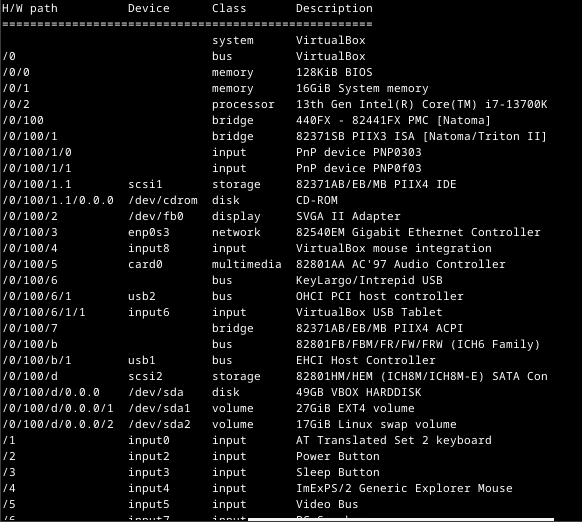 H/W path Device Class Description
====================================================
system VirtualBox
/0 bus VirtualBox
/0/0 memory 128KiB BIOS
/0/1 memory 16GiB System memory
/0/2 processor 13th Gen Intel(R) Core(TM) i7-13700K
/0/100 bridge 440FX - 82441FX PMC [Natoma]
/0/100/1 bridge 82371SB PIIX3 ISA [Natoma/Triton II]
/0/100/1/0 input PnP device PNP0303
/0/100/1/1 input PnP device PNP0f03
/0/100/1.1 scsi1 storage 82371AB/EB/MB PIIX4 IDE
/0/100/1.1/0.0.0 /dev/cdrom disk CD-ROM
/0/100/2 /dev/fb0 display SVGA II Adapter
/0/100/3 enp0s3 network 82540EM Gigabit Ethernet Controller
/0/100/4 input8 input VirtualBox mouse integration
/0/100/5 card0 multimedia 82801AA AC'97 Audio Controller
/0/100/6 bus KeyLargo/Intrepid USB
/0/100/6/1 usb2 bus OHCI PCI host controller
/0/100/6/1/1 input6 input VirtualBox USB Tablet
/0/100/7 bridge 82371AB/EB/MB PIIX4 ACPI
/0/100/b bus 82801FB/FBM/FR/FW/FRW (ICH6 Family)
/0/100/b/1 usb1 bus EHCI Host Controller
/0/100/d scsi2 storage 82801HM/HEM (ICH8M/ICH8M-E) SATA Con
/0/100/d/0.0.0 /dev/sda disk 49GB VBOX HARDDISK
/0/100/d/0.0.0/1 /dev/sda1 volume 27GiB EXT4 volume
/0/100/d/0.0.0/2 /dev/sda2 volume 17GiB Linux swap volume
/1 input0 input AT Translated Set 2 keyboard
/2 input2 input Power Button
/3 input3 input Sleep Button
/4 input4 input ImExPS/2 Generic Explorer Mouse
/5 input5 input Video Bus
/6 input7 input